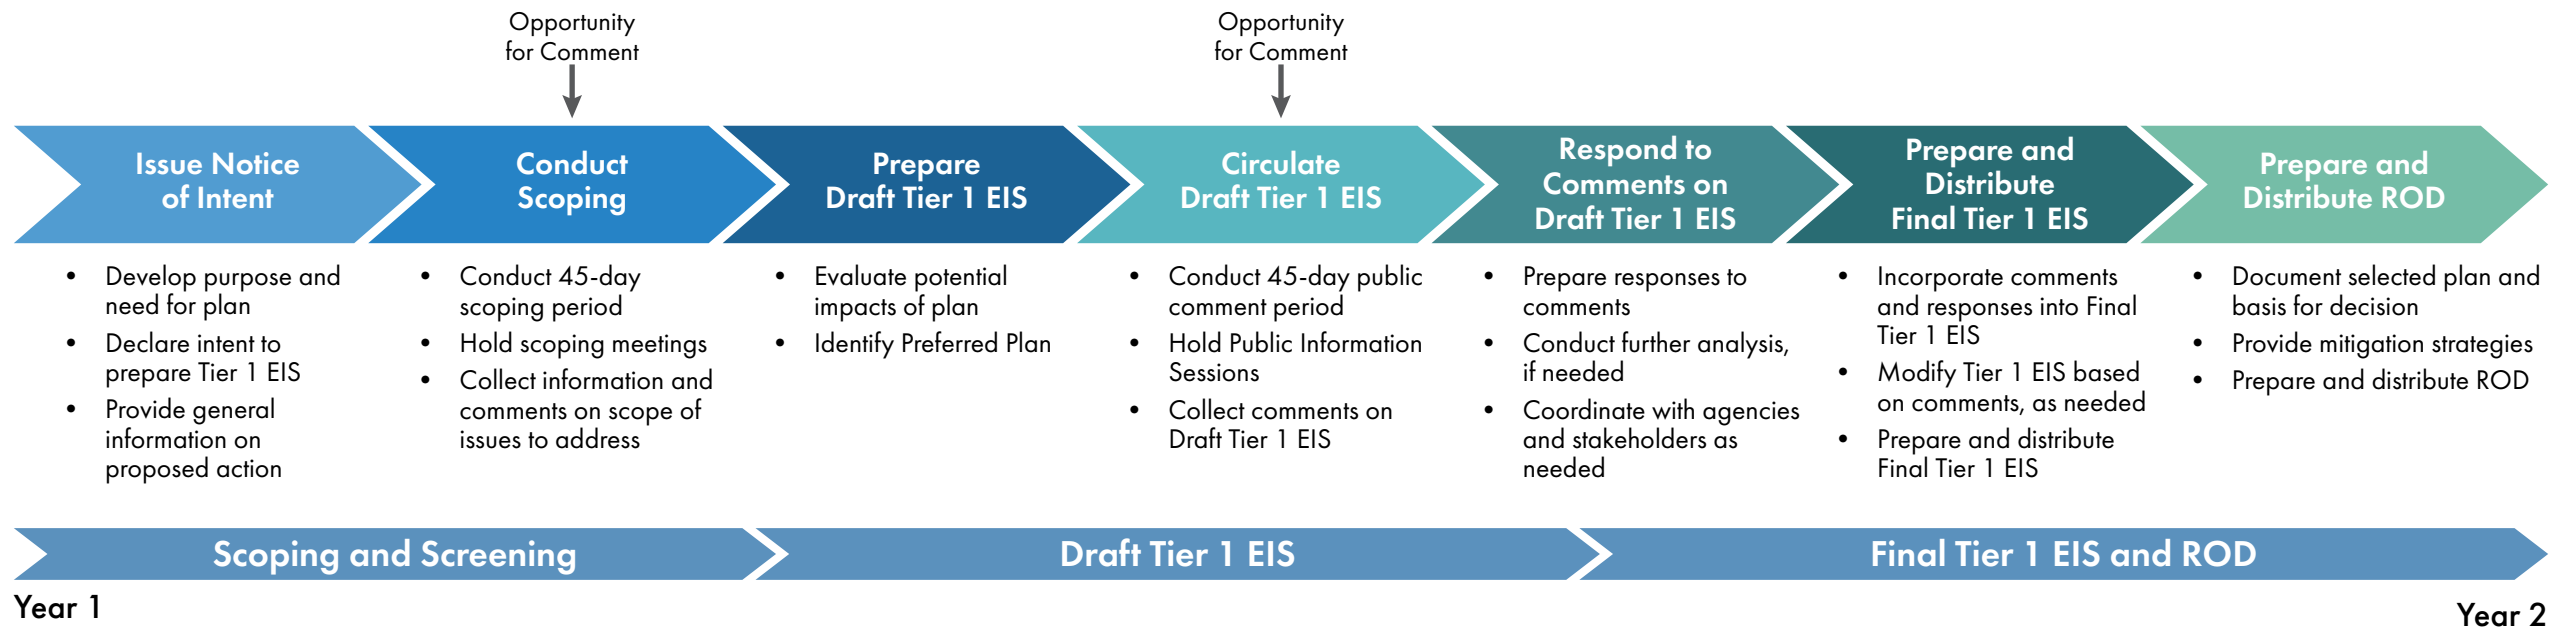 Opportunity
for Comment
Opportunity
for Comment
Issue Notice
of Intent
Conduct
Scoping
Prepare
Draft Tier 1 EIS
Circulate
Draft Tier 1 EIS
Respond to
Comments on
Draft Tier 1 EIS
Prepare and
Distribute
Final Tier 1 EIS
Prepare and
Distribute ROD
• Develop purpose and
need for plan
• Declare intent to
prepare Tier 1 EIS
• Provide general
information on
proposed action
• Conduct 45-day
scoping period
• Hold scoping meetings
• Collect information and
comments on scope of
issues to address
• Evaluate potential
impacts of plan
• Identify Preferred Plan
• Conduct 45-day public
comment period
• Hold Public Information
Sessions
• Collect comments on
Draft Tier 1 EIS
• Prepare responses to
comments
• Conduct further analysis,
if needed
• Coordinate with agencies
and stakeholders as
needed
• Incorporate comments
and responses into Final
Tier 1 EIS
• Modify Tier 1 EIS based
on comments, as needed
• Prepare and distribute
Final Tier 1 EIS
• Document selected plan and
basis for decision
• Provide mitigation strategies
• Prepare and distribute ROD
Scoping and Screening
Draft Tier 1 EIS
Final Tier 1 EIS and ROD
Year 1
Year 2